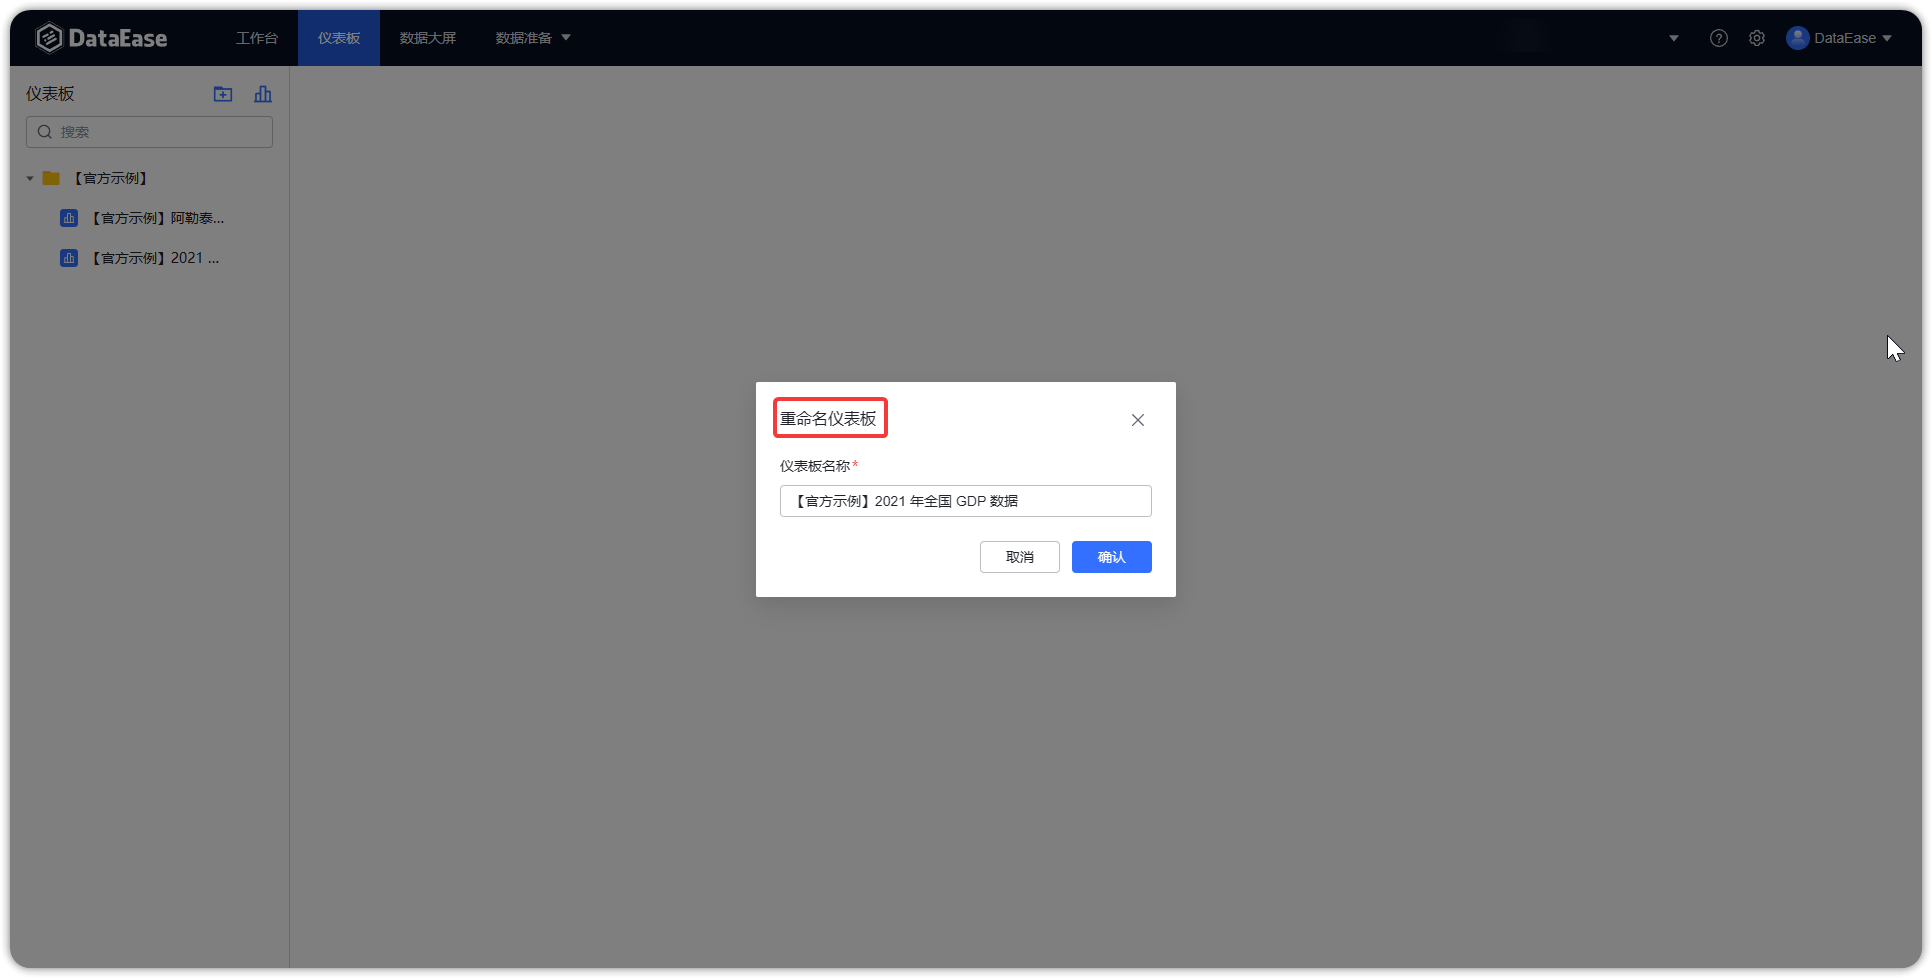 DataEase 工作台 仪表板 数据大屏 数据准备 DataEase
仪表板
搜索
【官方示例】
【官方示例】阿勒泰...
【官方示例】2021 ...
重命名仪表板
仪表板名称*
【官方示例】2021 年全国 GDP 数据
取消 确认